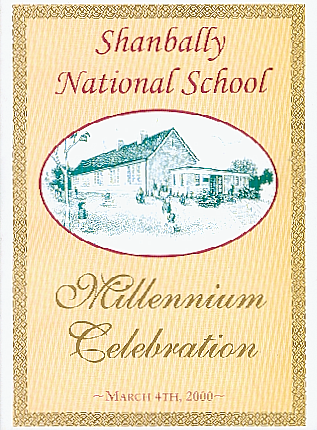 Shanbally
National School
Millennium
Celebration
~MARCH 4TH, 2000~